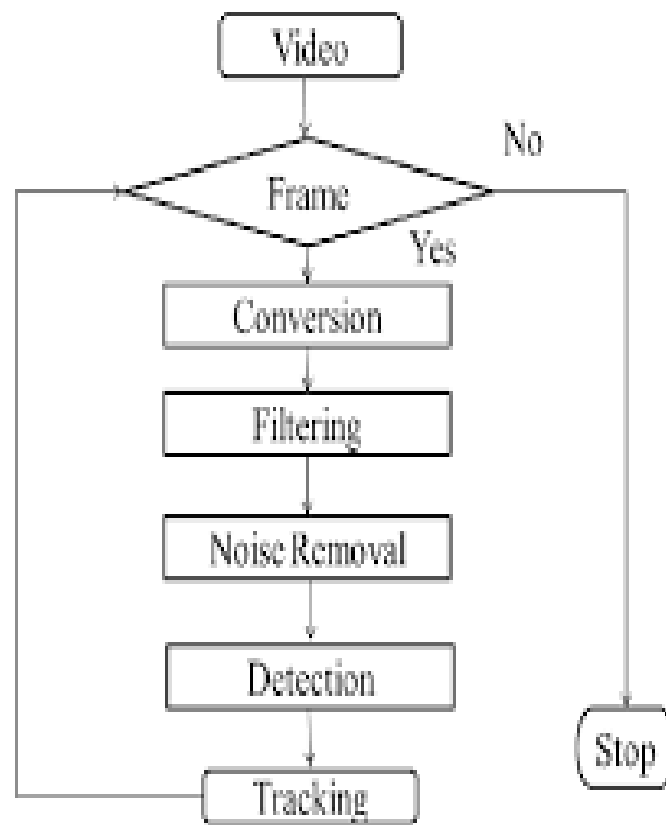 Video
No
Frame
Yes
Conversion
Filtering
Noise Removal
Detection
Stop
Tracking